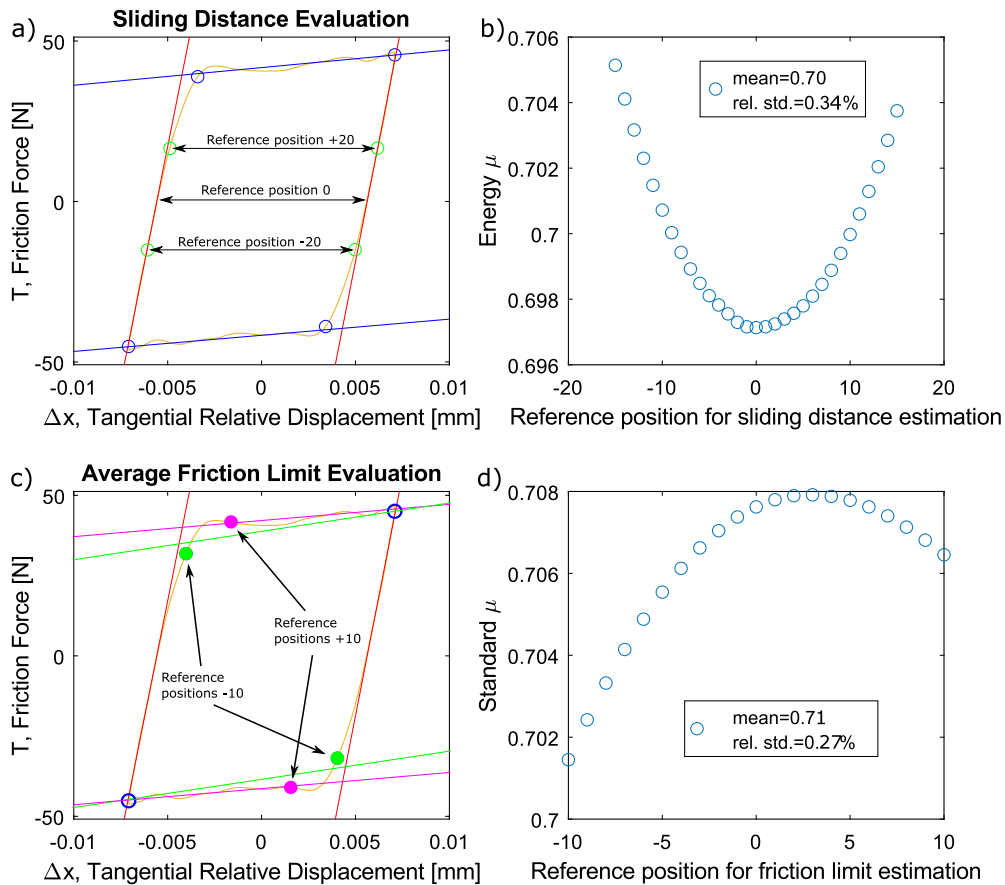 a)
Sliding Distance Evaluation
50
0
-50
T, Friction Force [N]
Reference position +20
Reference position 0
Reference position -20
-0.01
-0.005
0
0.005
0.01
Δx, Tangential Relative Displacement [mm]
b)
0.706
0.704
0.702
0.7
0.698
0.696
Energy μ
mean=0.70
rel. std.=0.34%
-20
-10
0
10
20
Reference position for sliding distance estimation
c)
Average Friction Limit Evaluation
50
0
-50
T, Friction Force [N]
Reference
positions +10
Reference
positions -10
-0.01
-0.005
0
0.005
0.01
Δx, Tangential Relative Displacement [mm]
d)
0.708
0.706
0.704
0.702
0.7
Standard μ
mean=0.71
rel. std.=0.27%
-10
-5
0
5
10
Reference position for friction limit estimation